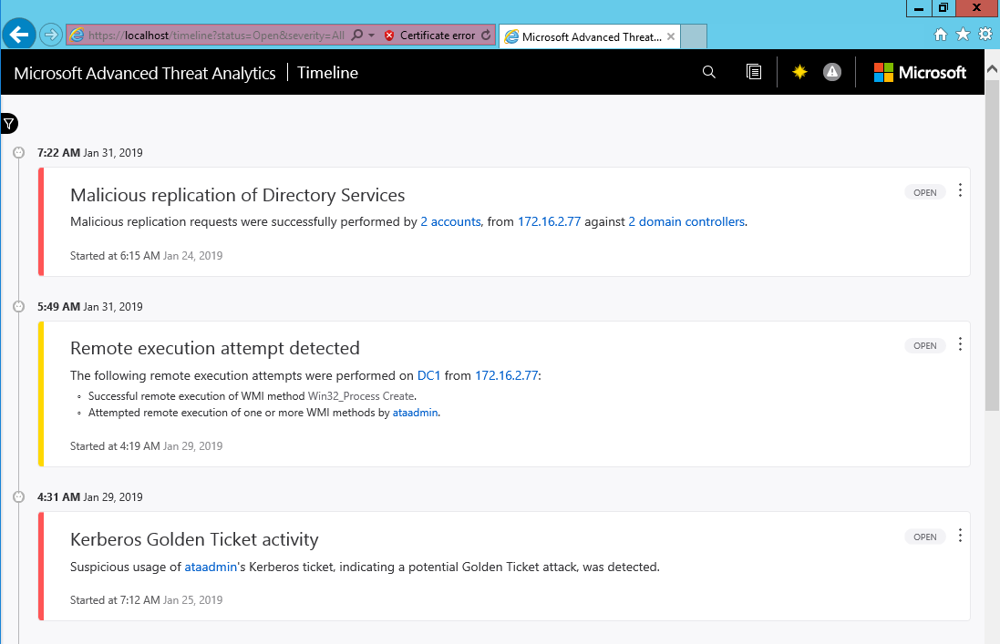 https://localhost/timeline?status=Open&severity=All
Certificate error
Microsoft Advanced Threat...
Microsoft Advanced Threat Analytics
Timeline
Microsoft
7:22 AM Jan 31, 2019
Malicious replication of Directory Services
OPEN
Malicious replication requests were successfully performed by 2 accounts, from 172.16.2.77 against 2 domain controllers.
Started at 6:15 AM Jan 24, 2019
5:49 AM Jan 31, 2019
Remote execution attempt detected
OPEN
The following remote execution attempts were performed on DC1 from 172.16.2.77:
Successful remote execution of WMI method Win32_Process Create.
Attempted remote execution of one or more WMI methods by ataadmin.
Started at 4:19 AM Jan 29, 2019
4:31 AM Jan 29, 2019
Kerberos Golden Ticket activity
OPEN
Suspicious usage of ataadmin's Kerberos ticket, indicating a potential Golden Ticket attack, was detected.
Started at 7:12 AM Jan 25, 2019